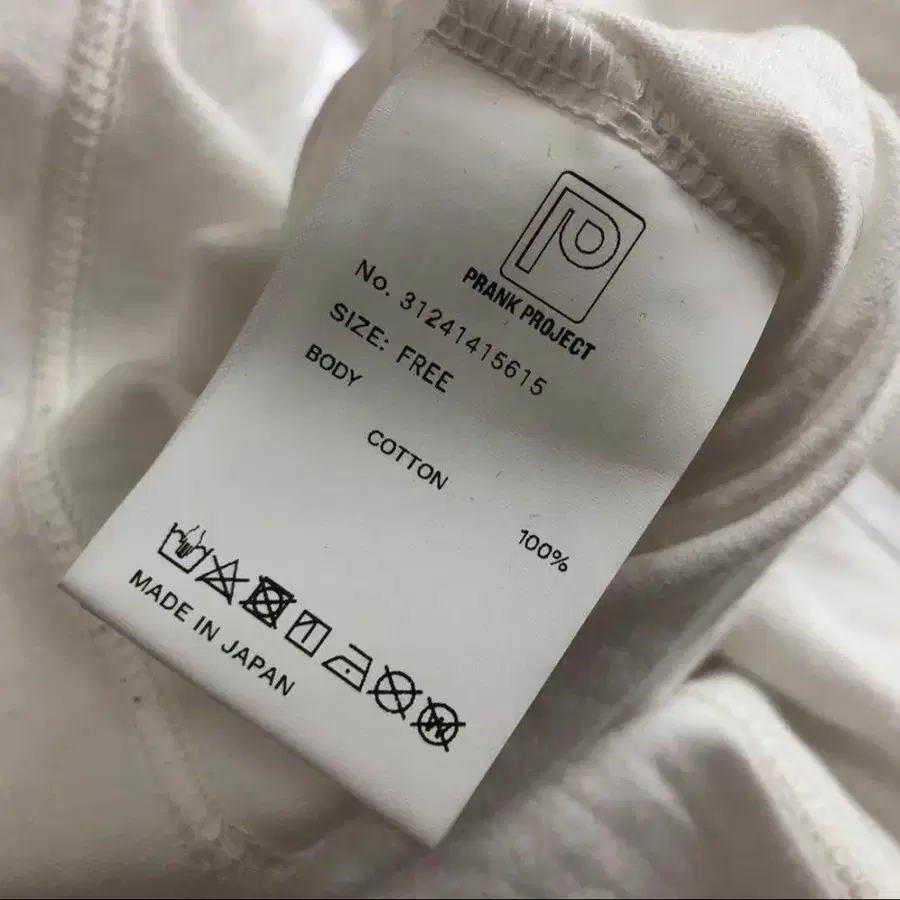 PRANK PROJECT
No. 31241415615
SIZE: FREE
BODY
COTTON 100%
MADE IN JAPAN